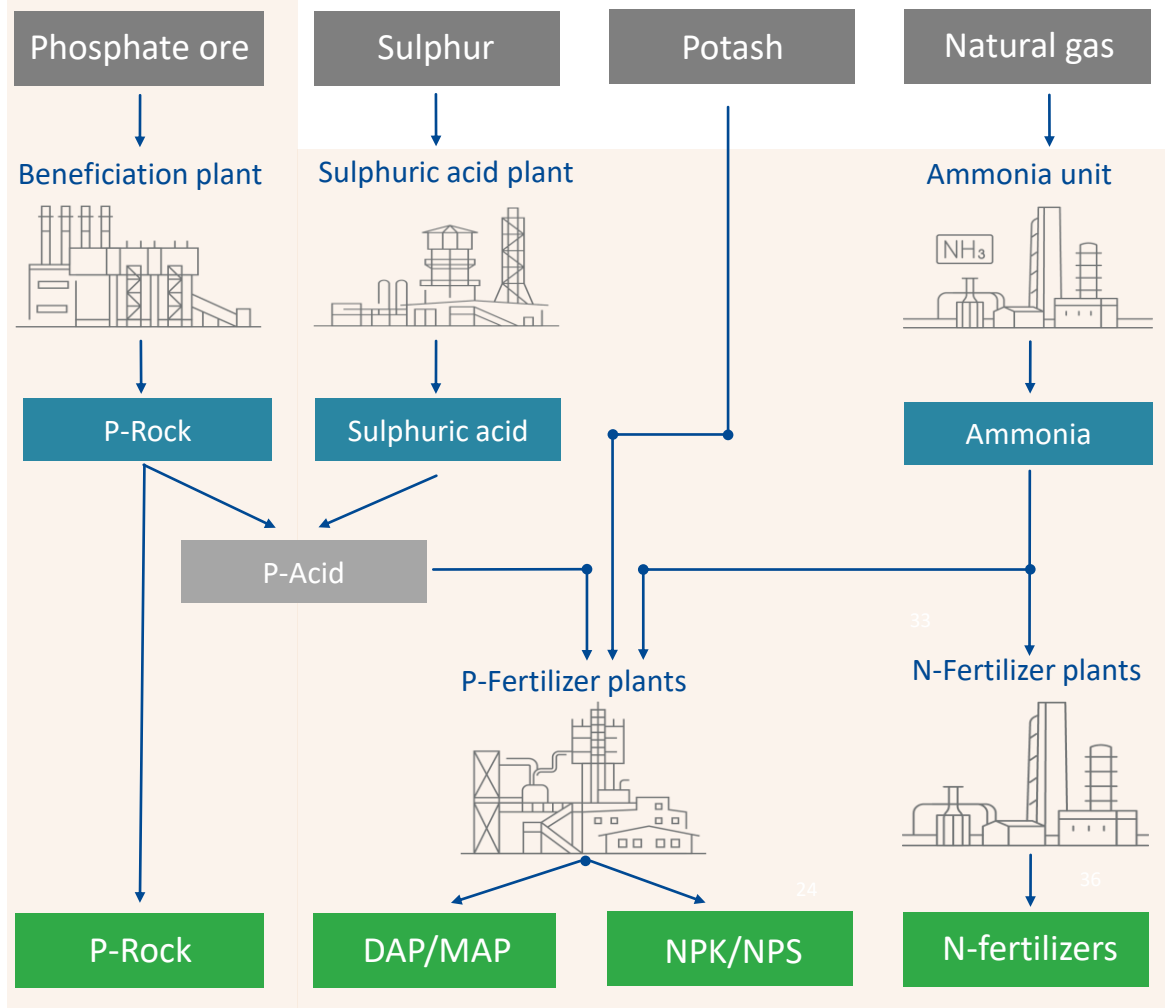 Phosphate ore
Sulphur
Potash
Natural gas
Beneficiation plant
Sulphuric acid plant
Ammonia unit
NH₃
P-Rock
Sulphuric acid
Ammonia
P-Acid
33
P-Fertilizer plants
N-Fertilizer plants
24
36
P-Rock
DAP/MAP
NPK/NPS
N-fertilizers